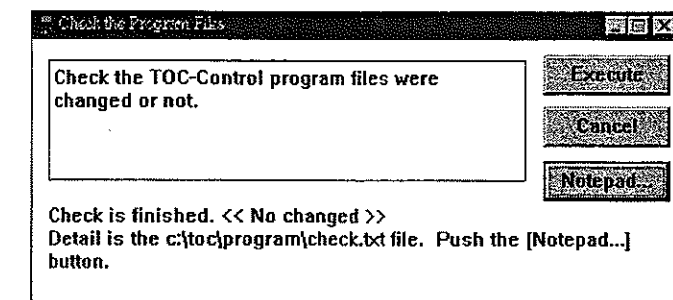 Check the Program Files
Check the TOC-Control program files were
changed or not.
Execute
Cancel
Notepad...
Check is finished. << No changed >>
Detail is the c:\toc\program\check.txt file. Push the [Notepad...]
button.